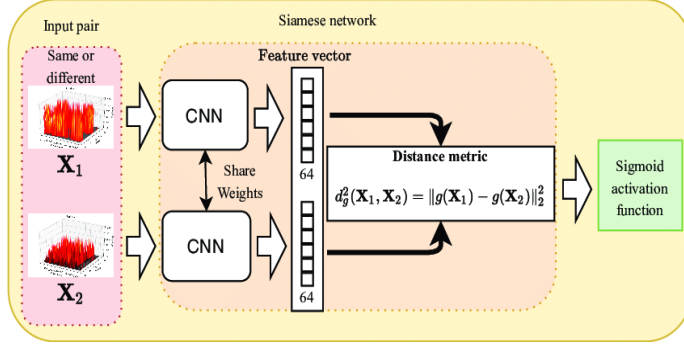 Input pair
Siamese network
Same or
different
X₁
X₂
CNN
Share
Weights
CNN
Feature vector
64
64
Distance metric
d²_g(X₁, X₂) = ‖g(X₁) − g(X₂)‖²₂
Sigmoid
activation
function